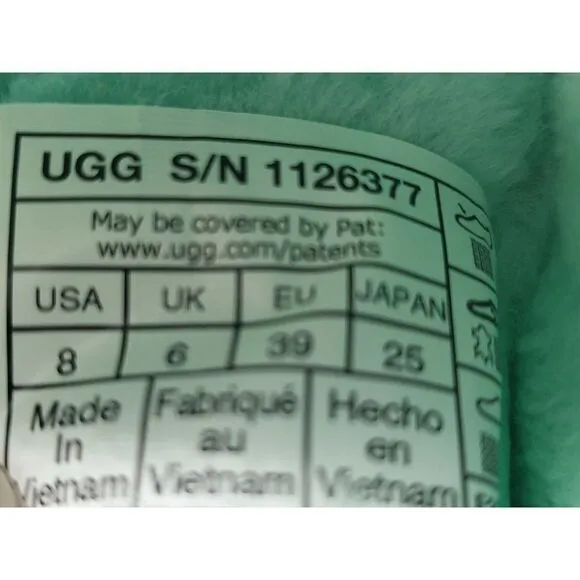 UGG S/N 1126377
May be covered by Pat:
www.ugg.com/patents
USA UK EU JAPAN
8 6 39 25
Made Fabriqué Hecho
In au en
Vietnam Vietnam Vietnam